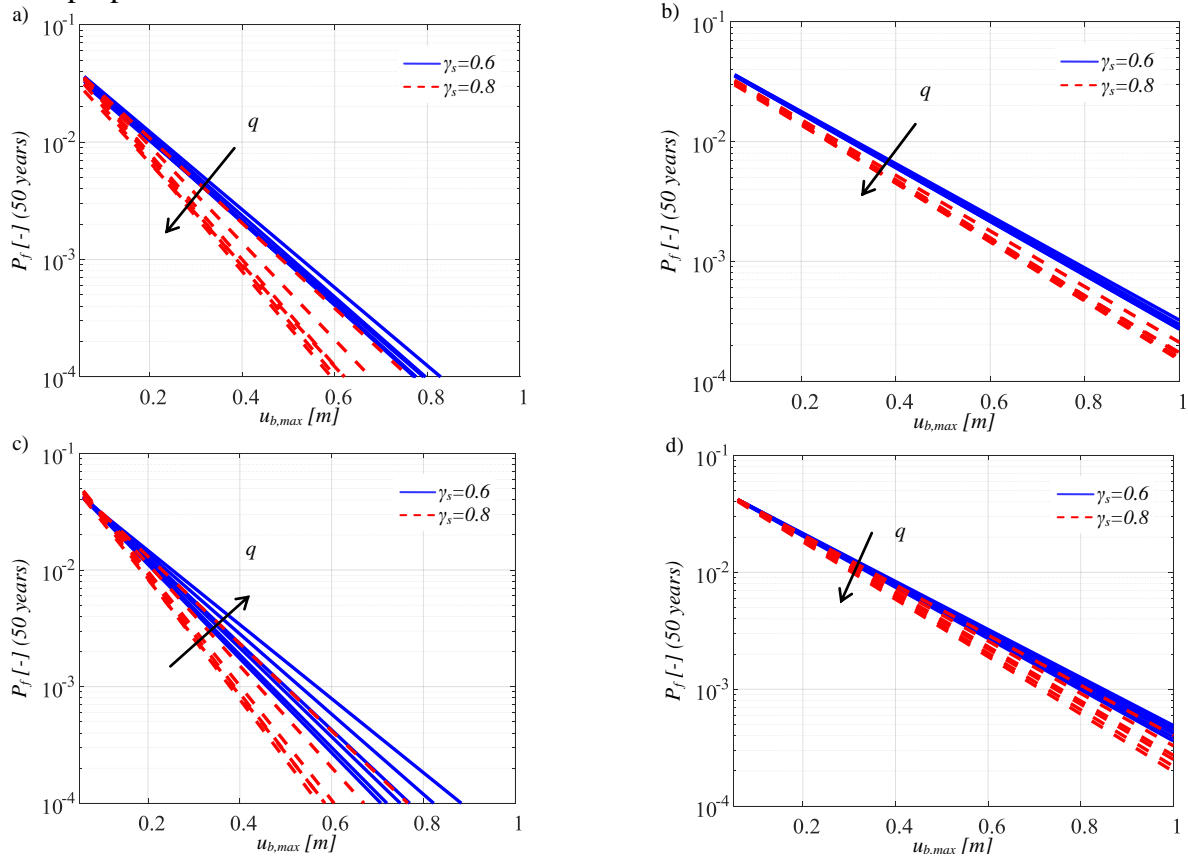 a)
10^-1
γ_s=0.6
γ_s=0.8
q
10^-2
P_f [-] (50 years)
10^-3
10^-4
0.2 0.4 0.6 0.8 1
u_b,max [m]
b)
10^-1
γ_s=0.6
γ_s=0.8
q
10^-2
P_f [-] (50 years)
10^-3
10^-4
0.2 0.4 0.6 0.8 1
u_b,max [m]
c)
10^-1
γ_s=0.6
γ_s=0.8
q
10^-2
P_f [-] (50 years)
10^-3
10^-4
0.2 0.4 0.6 0.8 1
u_b,max [m]
d)
10^-1
γ_s=0.6
γ_s=0.8
q
10^-2
P_f [-] (50 years)
10^-3
10^-4
0.2 0.4 0.6 0.8 1
u_b,max [m]